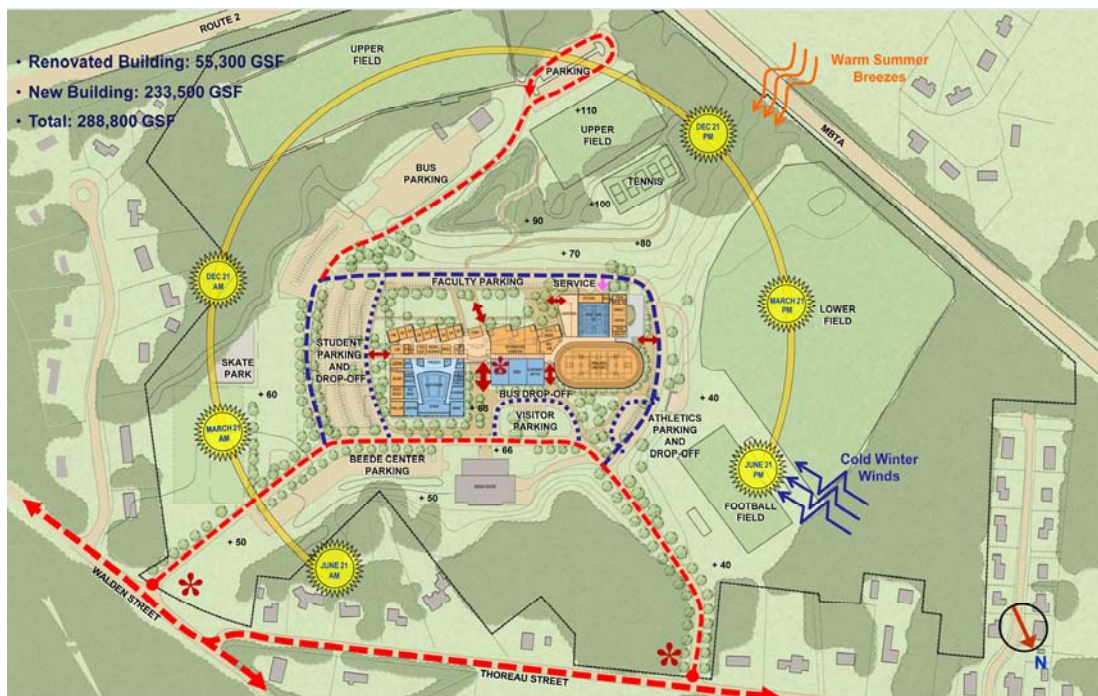 ROUTE 2
• Renovated Building: 55,300 GSF
• New Building: 233,500 GSF
• Total: 288,800 GSF
UPPER
FIELD
PARKING
Warm Summer
Breezes
+110
UPPER
FIELD
DEC 21
PM
MBTA
BUS
PARKING
TENNIS
+100
+ 90
+80
+ 70
DEC 21
AM
FACULTY PARKING
SERVICE
MARCH 21
PM
LOWER
FIELD
STUDENT
PARKING
AND
DROP-OFF
SKATE
PARK
+ 60
BUS DROP-OFF
+ 66
VISITOR
PARKING
+ 40
ATHLETICS
PARKING
AND
DROP-OFF
MARCH 21
AM
BEEDE CENTER
PARKING
+ 66
JUNE 21
PM
Cold Winter
Winds
+ 50
FOOTBALL
FIELD
+ 50
JUNE 21
AM
+ 40
WALDEN STREET
THOREAU STREET
N